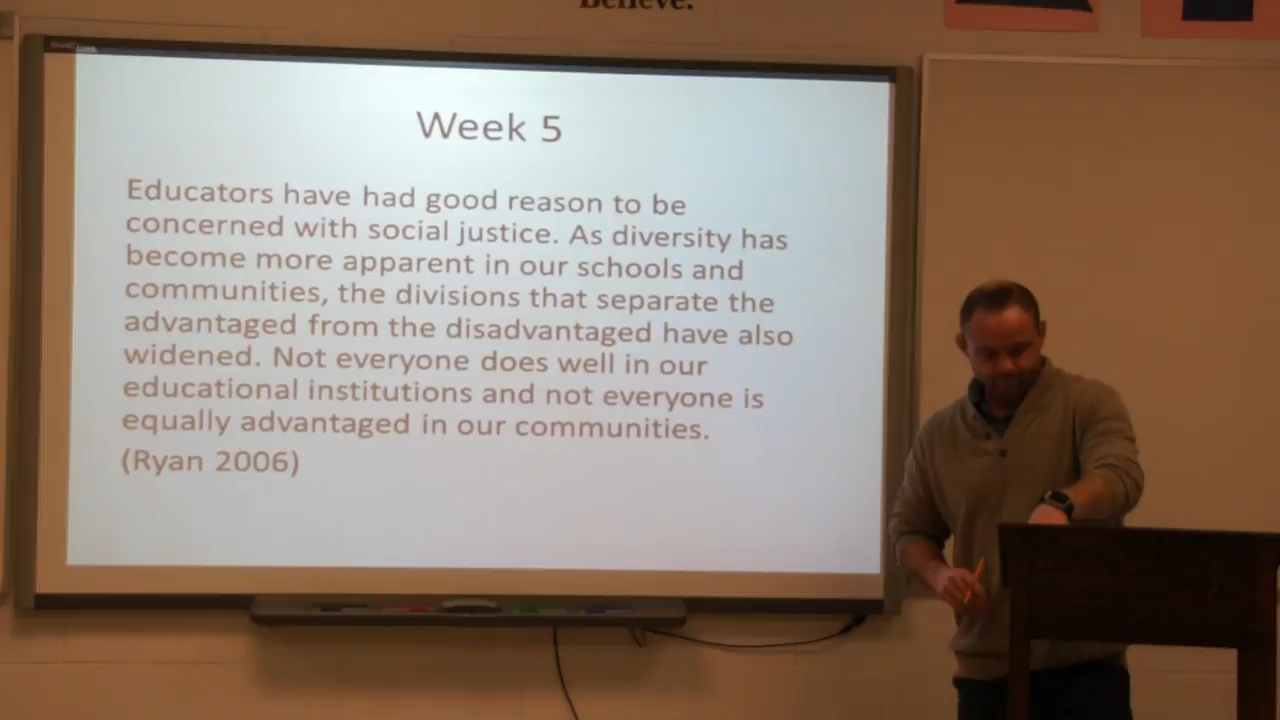 Believe.
Week 5
Educators have had good reason to be
concerned with social justice. As diversity has
become more apparent in our schools and
communities, the divisions that separate the
advantaged from the disadvantaged have also
widened. Not everyone does well in our
educational institutions and not everyone is
equally advantaged in our communities.
(Ryan 2006)